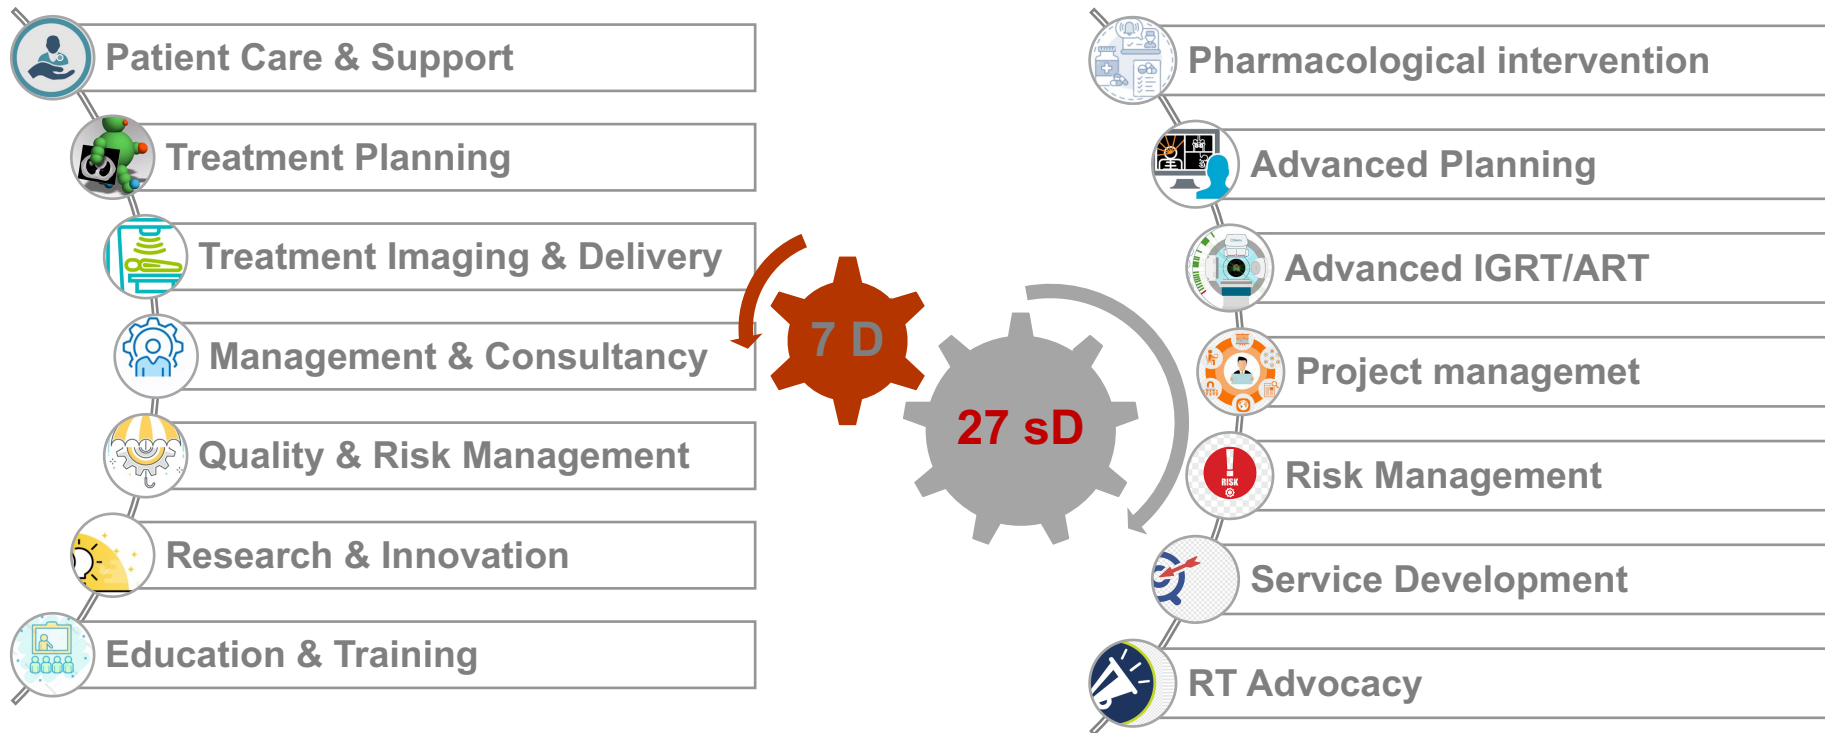 Patient Care & Support
Treatment Planning
Treatment Imaging & Delivery
Management & Consultancy
Quality & Risk Management
Research & Innovation
Education & Training
7 D
27 sD
Pharmacological intervention
Advanced Planning
Advanced IGRT/ART
Project managemet
RISK
Risk Management
Service Development
RT Advocacy